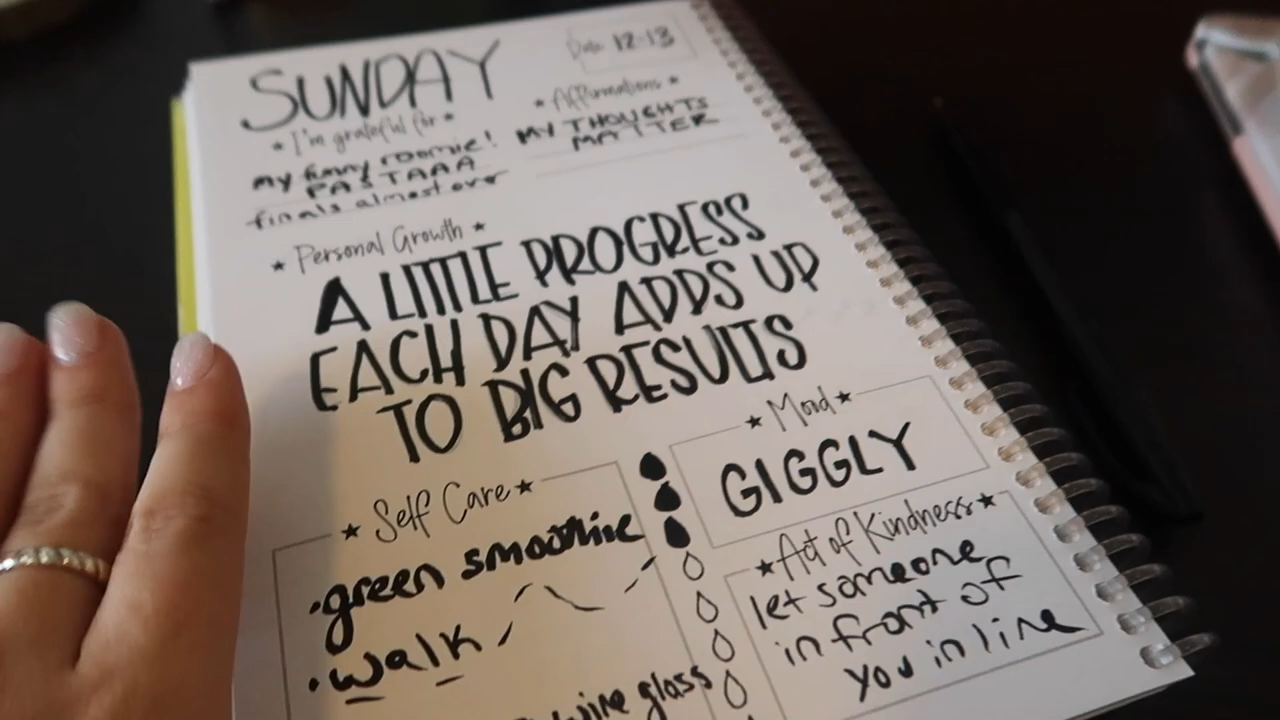 SUNDAY
Date 12-13
★ I'm grateful for ★
my funny roomie!
PASTAAA
finals almost over
★ Affirmations ★
MY THOUGHTS
MATTER
★ Personal Growth ★
A LITTLE PROGRESS
EACH DAY ADDS UP
TO BIG RESULTS
★ Self Care ★
•green smoothie
•walk
wine glass
★ Mood ★
GIGGLY
★ Act of Kindness ★
let someone
in front of
you in line